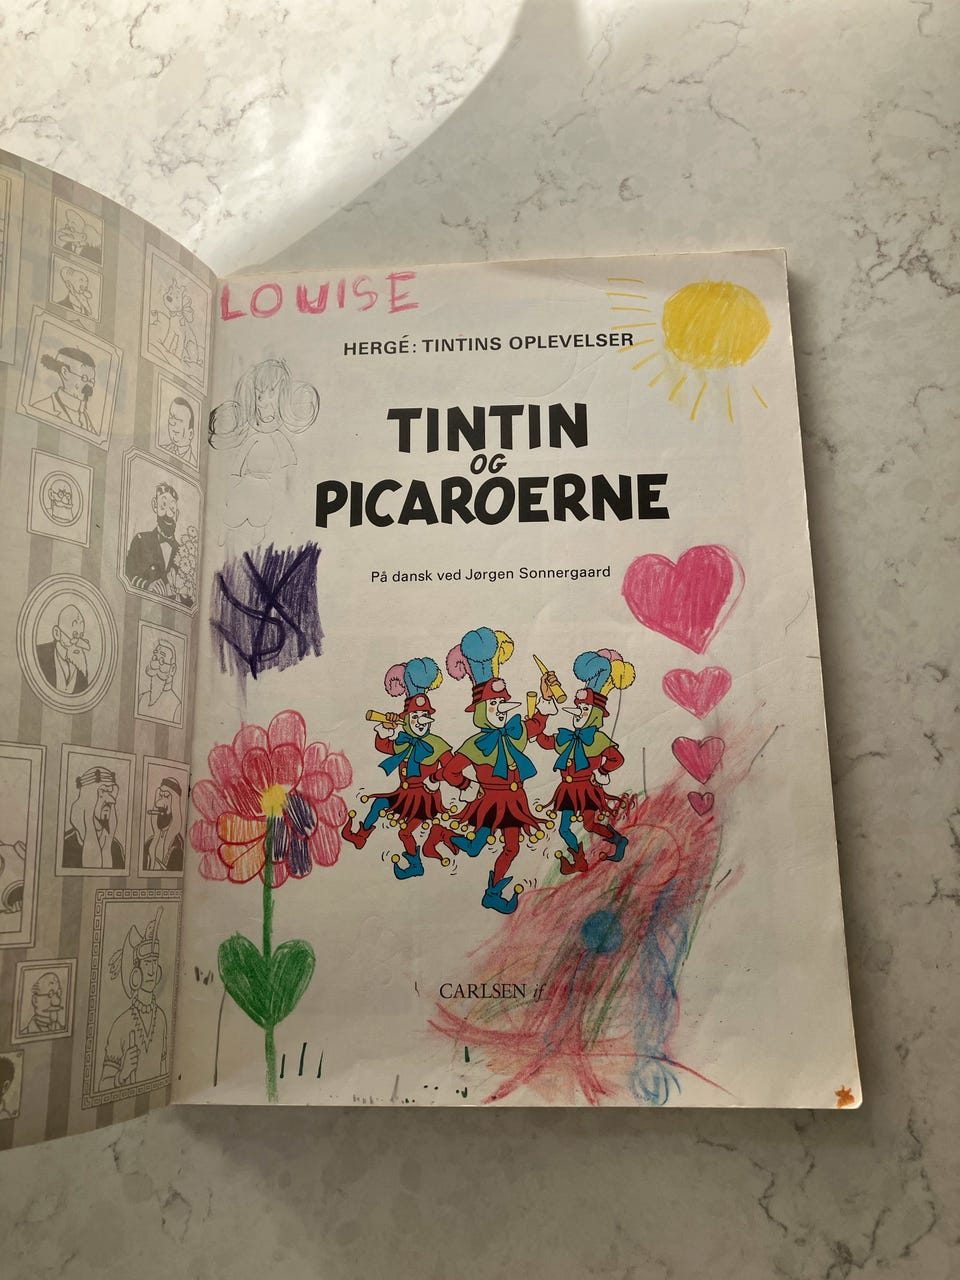 LOUISE
HERGÉ: TINTINS OPLEVELSER
TINTIN
OG
PICAROERNE
På dansk ved Jørgen Sonnergaard
CARLSEN if